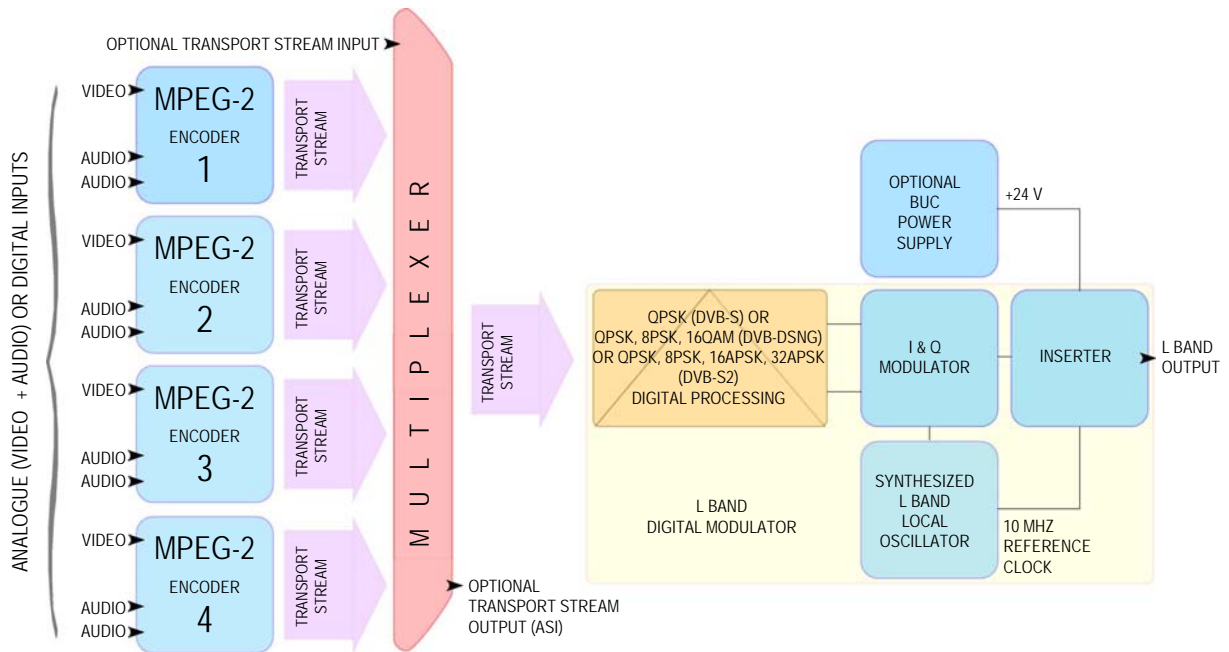 ANALOGUE (VIDEO + AUDIO) OR DIGITAL INPUTS
OPTIONAL TRANSPORT STREAM INPUT
VIDEO
AUDIO
AUDIO
MPEG-2
ENCODER
1
TRANSPORT
STREAM
VIDEO
AUDIO
AUDIO
MPEG-2
ENCODER
2
TRANSPORT
STREAM
VIDEO
AUDIO
AUDIO
MPEG-2
ENCODER
3
TRANSPORT
STREAM
VIDEO
AUDIO
AUDIO
MPEG-2
ENCODER
4
TRANSPORT
STREAM
MULTIPLEXER
OPTIONAL
TRANSPORT STREAM
OUTPUT (ASI)
TRANSPORT
STREAM
QPSK (DVB-S) OR
QPSK, 8PSK, 16QAM (DVB-DSNG)
OR QPSK, 8PSK, 16APSK, 32APSK
(DVB-S2)
DIGITAL PROCESSING
L BAND
DIGITAL MODULATOR
OPTIONAL
BUC
POWER
SUPPLY
+24 V
I & Q
MODULATOR
INSERTER
L BAND
OUTPUT
SYNTHESIZED
L BAND
LOCAL
OSCILLATOR
10 MHZ
REFERENCE
CLOCK